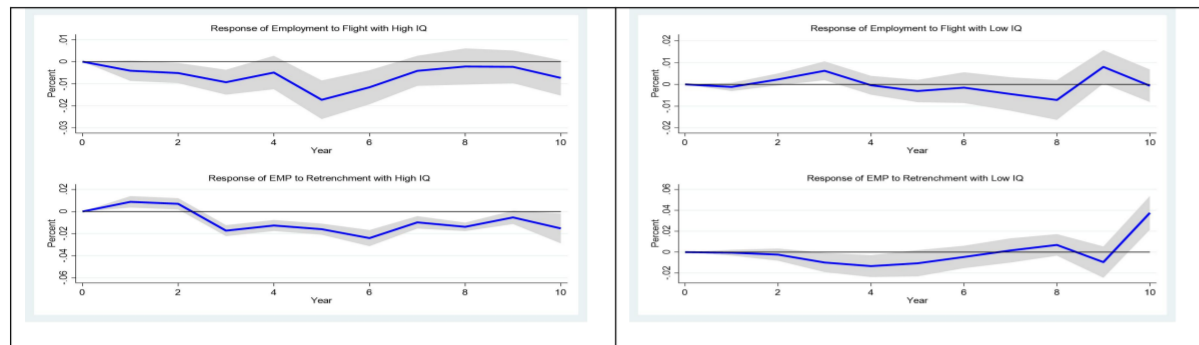 Response of Employment to Flight with High IQ
Percent
.01
0
-.01
-.02
-.03
0 2 4 6 8 10
Year
Response of EMP to Retrenchment with High IQ
Percent
.02
0
-.02
-.04
-.06
0 2 4 6 8 10
Year
Response of Employment to Flight with Low IQ
Percent
.02
.01
0
-.01
-.02
0 2 4 6 8 10
Year
Response of EMP to Retrenchment with Low IQ
Percent
.06
.04
.02
0
-.02
0 2 4 6 8 10
Year